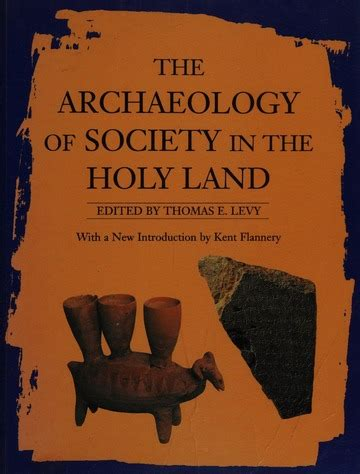 THE
ARCHAEOLOGY
OF SOCIETY IN THE
HOLY LAND
EDITED BY THOMAS E. LEVY
With a New Introduction by Kent Flannery